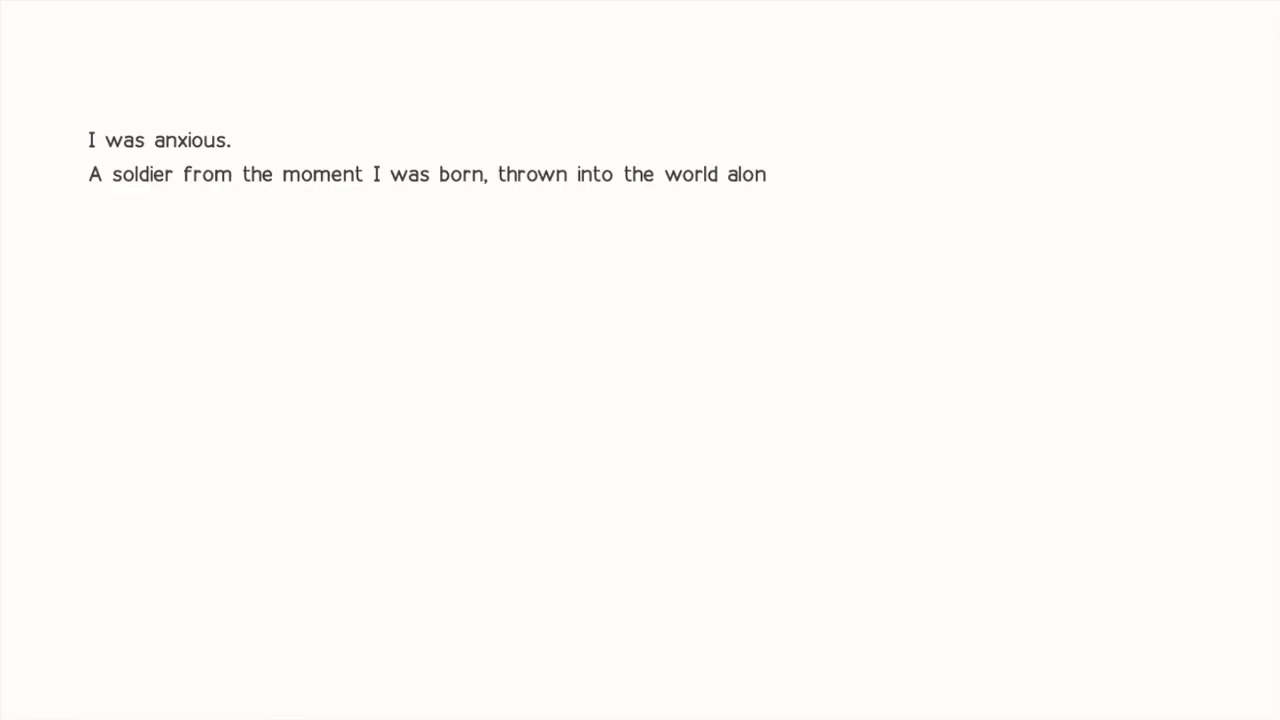 I was anxious.
A soldier from the moment I was born, thrown into the world alon